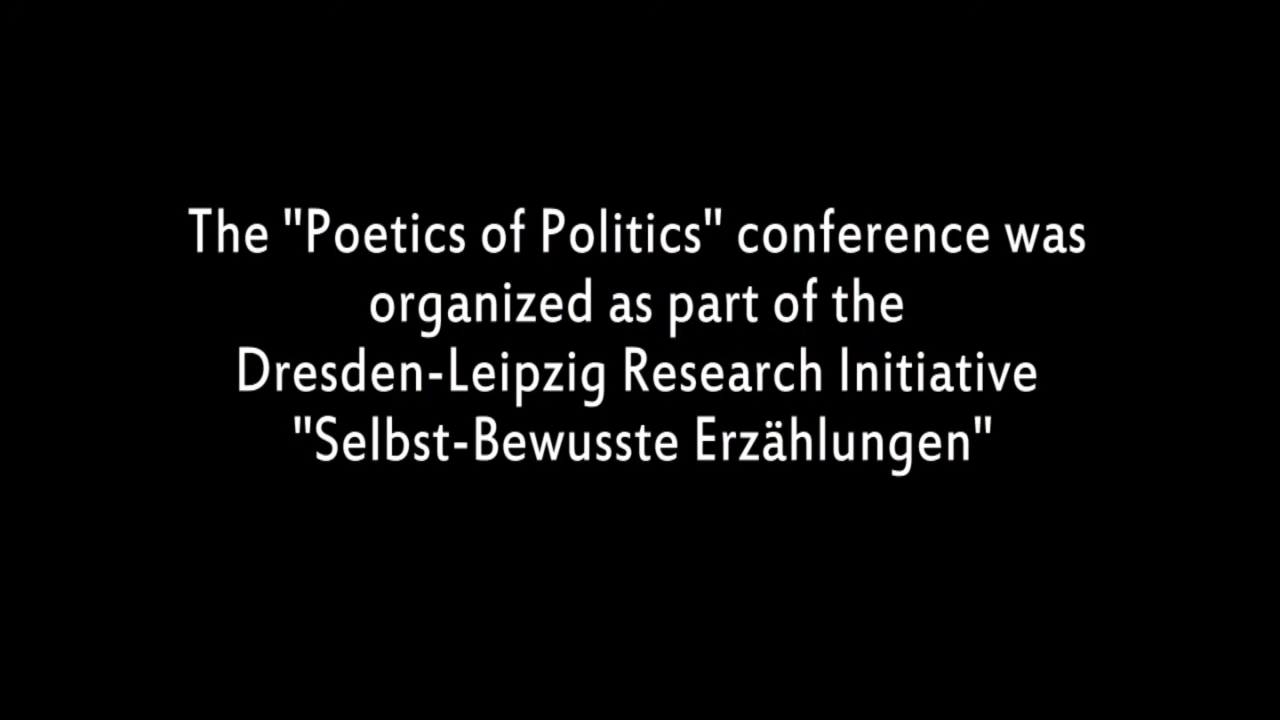 The "Poetics of Politics" conference was
organized as part of the
Dresden-Leipzig Research Initiative
"Selbst-Bewusste Erzählungen"